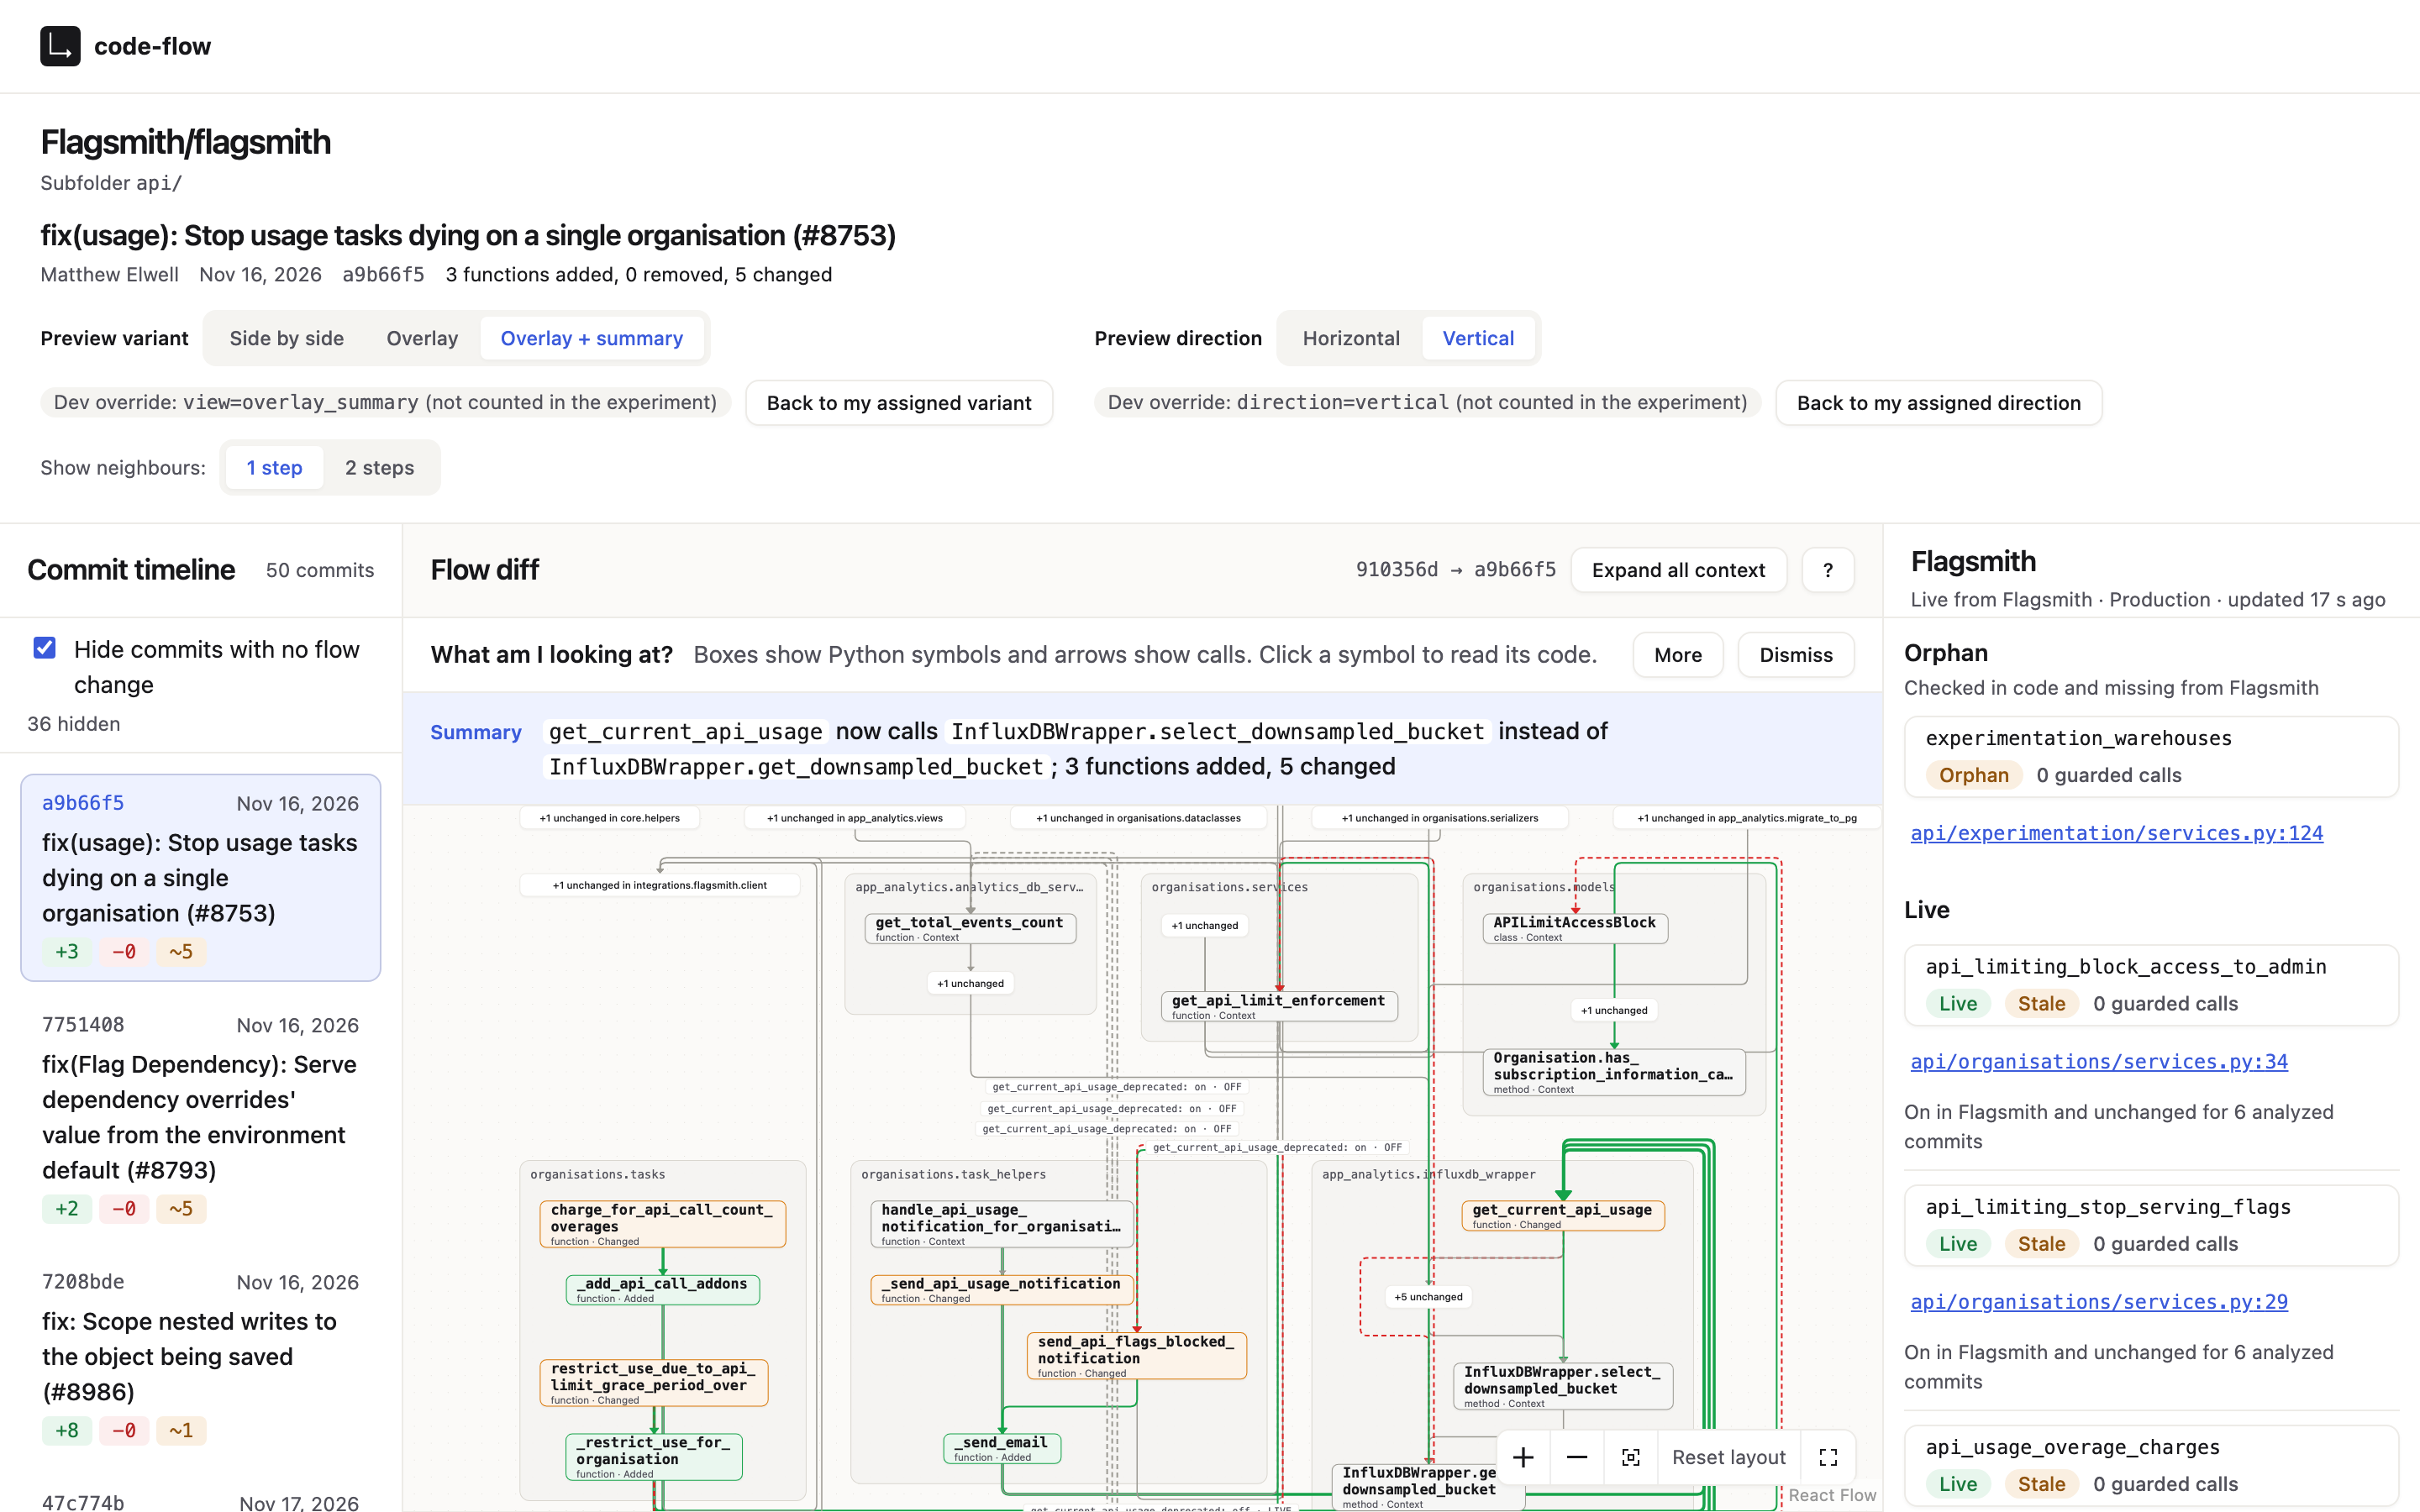 code-flow
Flagsmith/flagsmith
Subfolder api/
fix(usage): Stop usage tasks dying on a single organisation (#8753)
Matthew Elwell Nov 16, 2026 a9b66f5 3 functions added, 0 removed, 5 changed
Preview variant Side by side Overlay Overlay + summary
Preview direction Horizontal Vertical
Dev override: view=overlay_summary (not counted in the experiment) Back to my assigned variant
Dev override: direction=vertical (not counted in the experiment) Back to my assigned direction
Show neighbours: 1 step 2 steps
Commit timeline 50 commits
Hide commits with no flow
change
36 hidden
a9b66f5 Nov 16, 2026
fix(usage): Stop usage tasks
dying on a single
organisation (#8753)
+3 −0 ~5
7751408 Nov 16, 2026
fix(Flag Dependency): Serve
dependency overrides'
value from the environment
default (#8793)
+2 −0 ~5
7208bde Nov 16, 2026
fix: Scope nested writes to
the object being saved
(#8986)
+8 −0 ~1
47c774b Nov 17, 2026
Flow diff 910356d → a9b66f5 Expand all context ?
What am I looking at? Boxes show Python symbols and arrows show calls. Click a symbol to read its code. More Dismiss
Summary get_current_api_usage now calls InfluxDBWrapper.select_downsampled_bucket instead of
InfluxDBWrapper.get_downsampled_bucket; 3 functions added, 5 changed
+1 unchanged in core.helpers
+1 unchanged in app_analytics.views
+1 unchanged in organisations.dataclasses
+1 unchanged in organisations.serializers
+1 unchanged in app_analytics.migrate_to_pg
+1 unchanged in integrations.flagsmith.client
app_analytics.analytics_db_serv…
get_total_events_count
function · Context
+1 unchanged
organisations.services
+1 unchanged
get_api_limit_enforcement
function · Context
organisations.models
APILimitAccessBlock
class · Context
+1 unchanged
Organisation.has_
subscription_information_ca…
method · Context
get_current_api_usage_deprecated: on · OFF
get_current_api_usage_deprecated: on · OFF
get_current_api_usage_deprecated: on · OFF
get_current_api_usage_deprecated: on · OFF
organisations.tasks
charge_for_api_call_count_
overages
function · Changed
_add_api_call_addons
function · Added
restrict_use_due_to_api_
limit_grace_period_over
function · Changed
_restrict_use_for_
organisation
function · Added
organisations.task_helpers
handle_api_usage_
notification_for_organisati…
function · Context
_send_api_usage_notification
function · Changed
send_api_flags_blocked_
notification
function · Changed
_send_email
function · Added
app_analytics.influxdb_wrapper
get_current_api_usage
function · Changed
+5 unchanged
InfluxDBWrapper.select_
downsampled_bucket
method · Context
InfluxDBWrapper.ge
downsampled_bucket
method · Context
get_current_api_usage_deprecated: off · LIVE
Reset layout
React Flow
Flagsmith
Live from Flagsmith · Production · updated 17 s ago
Orphan
Checked in code and missing from Flagsmith
experimentation_warehouses
Orphan 0 guarded calls
api/experimentation/services.py:124
Live
api_limiting_block_access_to_admin
Live Stale 0 guarded calls
api/organisations/services.py:34
On in Flagsmith and unchanged for 6 analyzed
commits
api_limiting_stop_serving_flags
Live Stale 0 guarded calls
api/organisations/services.py:29
On in Flagsmith and unchanged for 6 analyzed
commits
api_usage_overage_charges
Live Stale 0 guarded calls